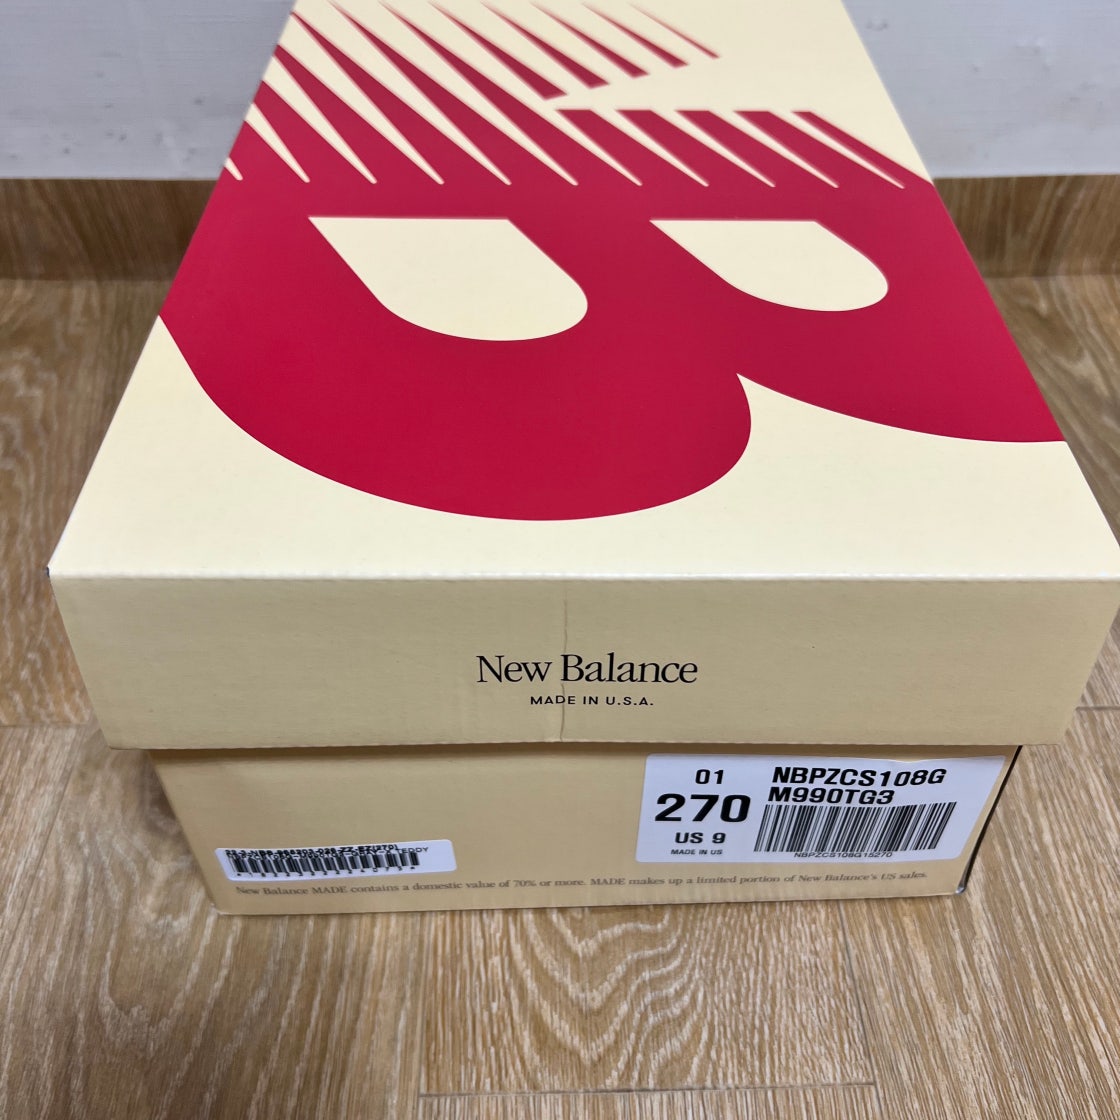 New Balance
MADE IN U.S.A.
01
270
US 9
MADE IN US
NBPZCS108G
M990TG3
NBPZCS108G15270
TEDDY
New Balance MADE contains a domestic value of 70% or more. MADE makes up a limited portion of New Balance's US sales.